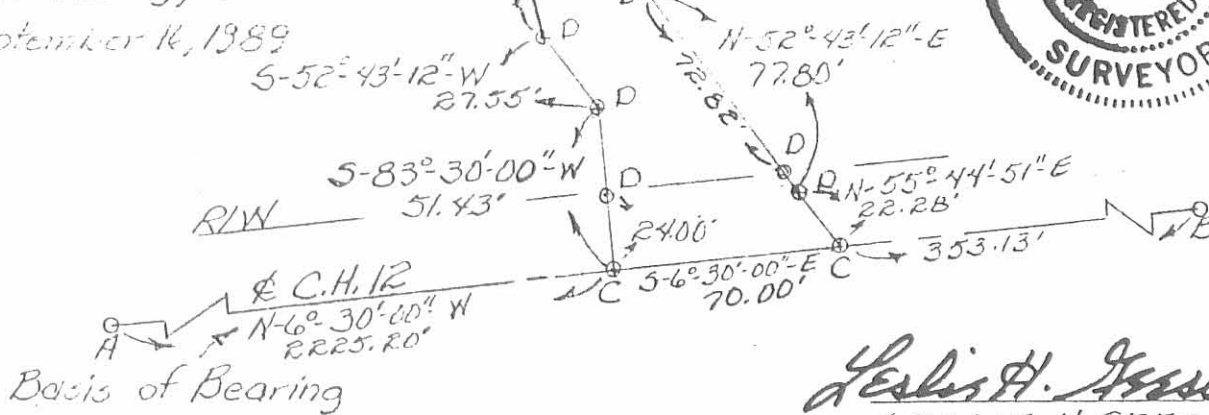 September 16, 1989
D
S-52°-43'-12"-W
27.55'
D
N-52°-43'-12"-E
77.80'
72.82'
REGISTERED
SURVEYOR
S-83°-30'-00"-W
51.43'
D
D
D
N-55°-44'-51"-E
22.28'
R/W
24.00'
353.13'
B
℄ C.H. 12
C
S-6°-30'-00"-E
70.00'
C
A
N-6°-30'-00" W
2225.20'
Basis of Bearing
Leslie H.